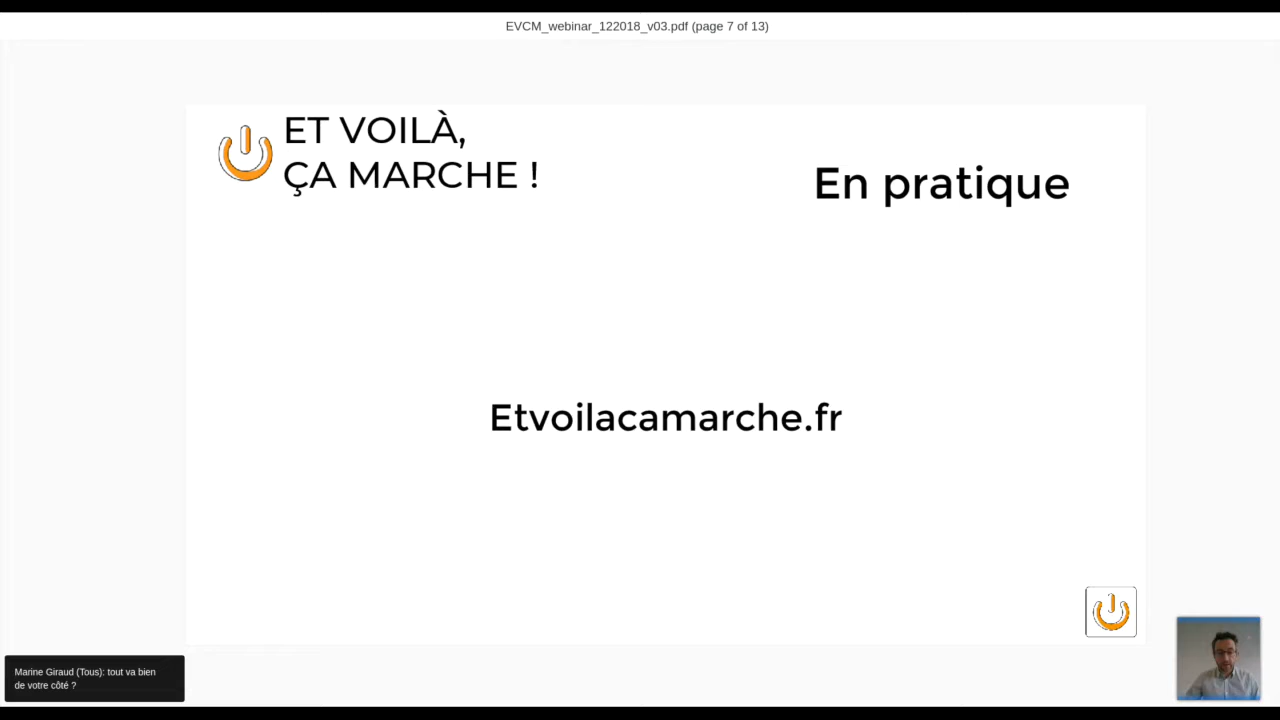 EVCM_webinar_122018_v03.pdf (page 7 of 13)
ET VOILÀ,
ÇA MARCHE !
En pratique
Etvoilacamarche.fr
Marine Giraud (Tous): tout va bien
de votre côté ?